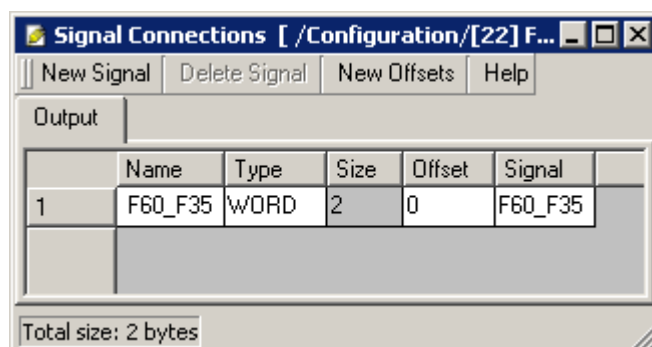 Signal Connections [ /Configuration/[22] F...
New Signal Delete Signal New Offsets Help
Output
Name Type Size Offset Signal
1 F60_F35 WORD 2 0 F60_F35
Total size: 2 bytes